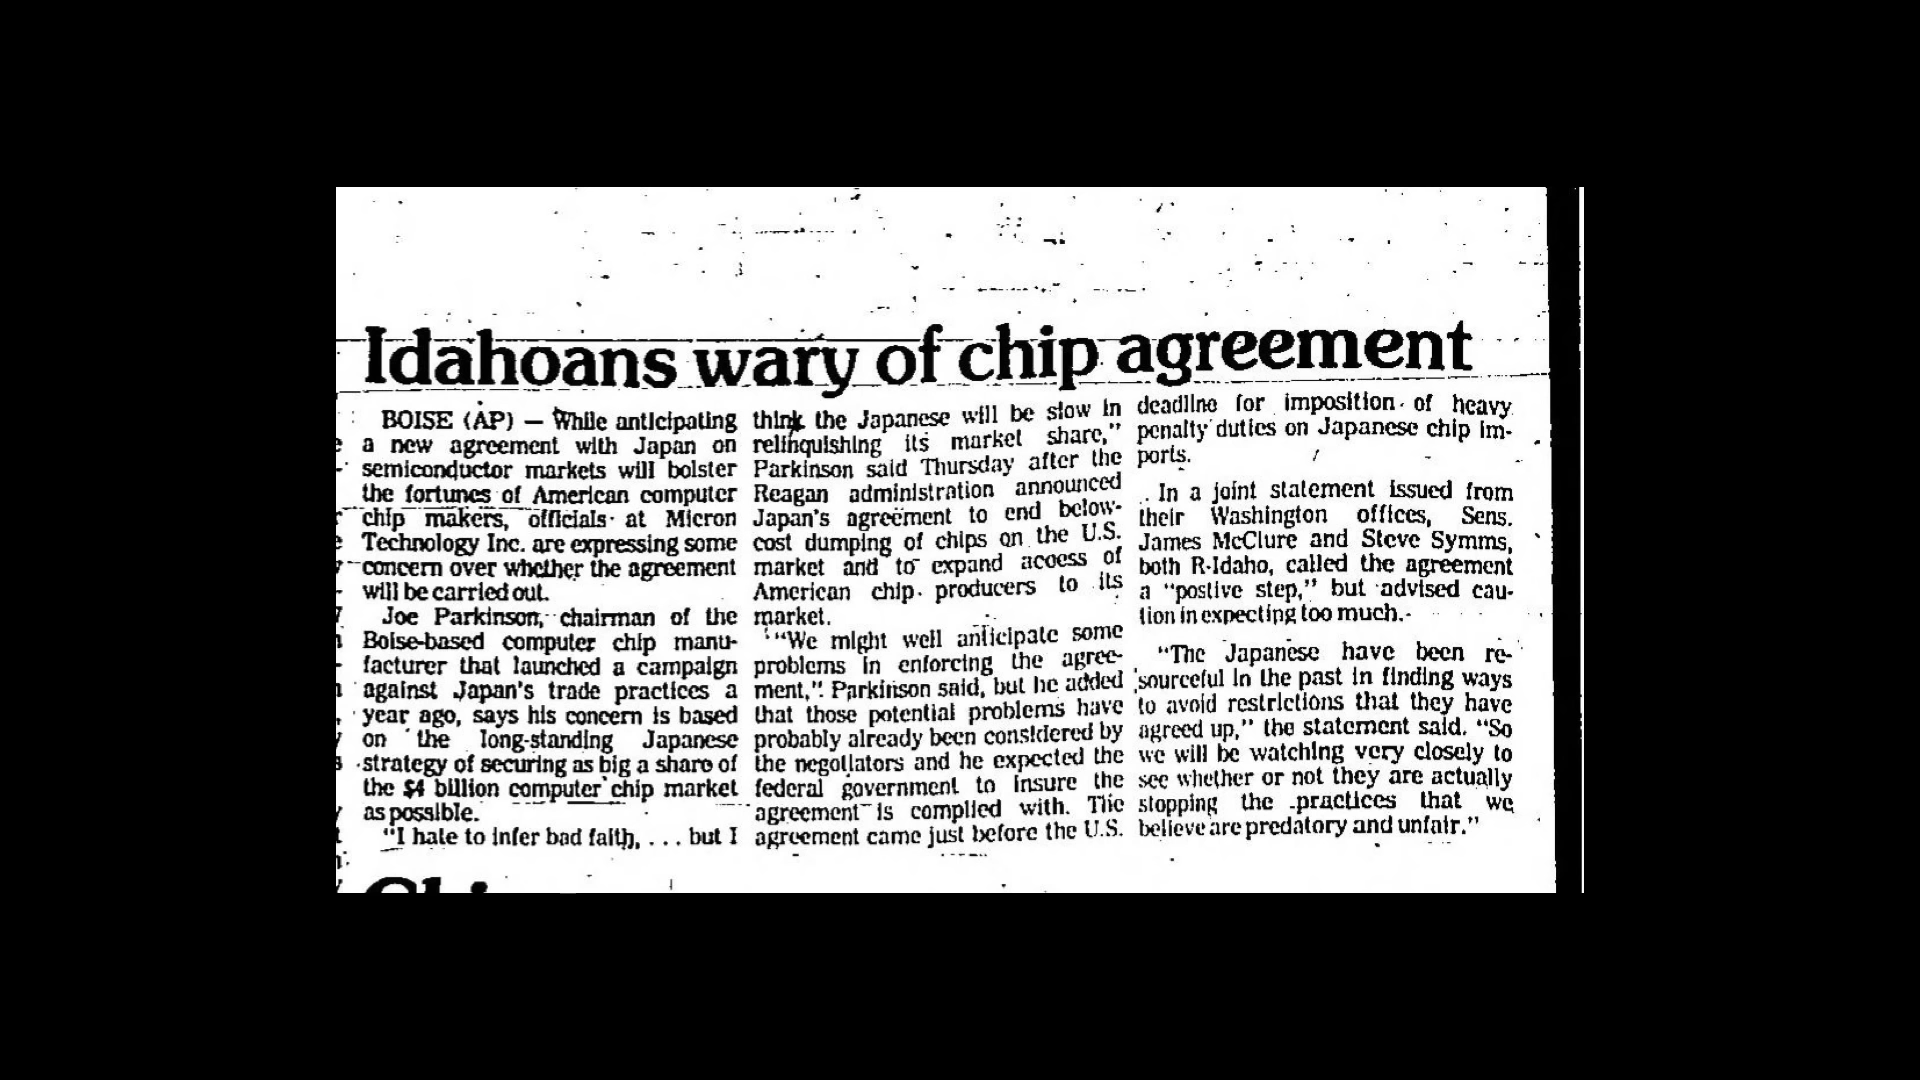 Idahoans wary of chip agreement
BOISE (AP) — While anticipating
a new agreement with Japan on
semiconductor markets will bolster
the fortunes of American computer
chip makers, officials at Micron
Technology Inc. are expressing some
concern over whether the agreement
will be carried out.
Joe Parkinson, chairman of the
Boise-based computer chip manu-
facturer that launched a campaign
against Japan's trade practices a
year ago, says his concern is based
on the long-standing Japanese
strategy of securing as big a share of
the $4 billion computer chip market
as possible.
"I hate to infer bad faith, . . . but I
think the Japanese will be slow in
relinquishing its market share,"
Parkinson said Thursday after the
Reagan administration announced
Japan's agreement to end below-
cost dumping of chips on the U.S.
market and to expand access of
American chip producers to its
market.
"We might well anticipate some
problems in enforcing the agree-
ment," Parkinson said, but he added
that those potential problems have
probably already been considered by
the negotiators and he expected the
federal government to insure the
agreement is complied with. The
agreement came just before the U.S.
deadline for imposition of heavy
penalty duties on Japanese chip im-
ports.
In a joint statement issued from
their Washington offices, Sens.
James McClure and Steve Symms,
both R-Idaho, called the agreement
a "postive step," but advised cau-
tion in expecting too much.
"The Japanese have been re-
sourceful in the past in finding ways
to avoid restrictions that they have
agreed up," the statement said. "So
we will be watching very closely to
see whether or not they are actually
stopping the practices that we
believe are predatory and unfair."